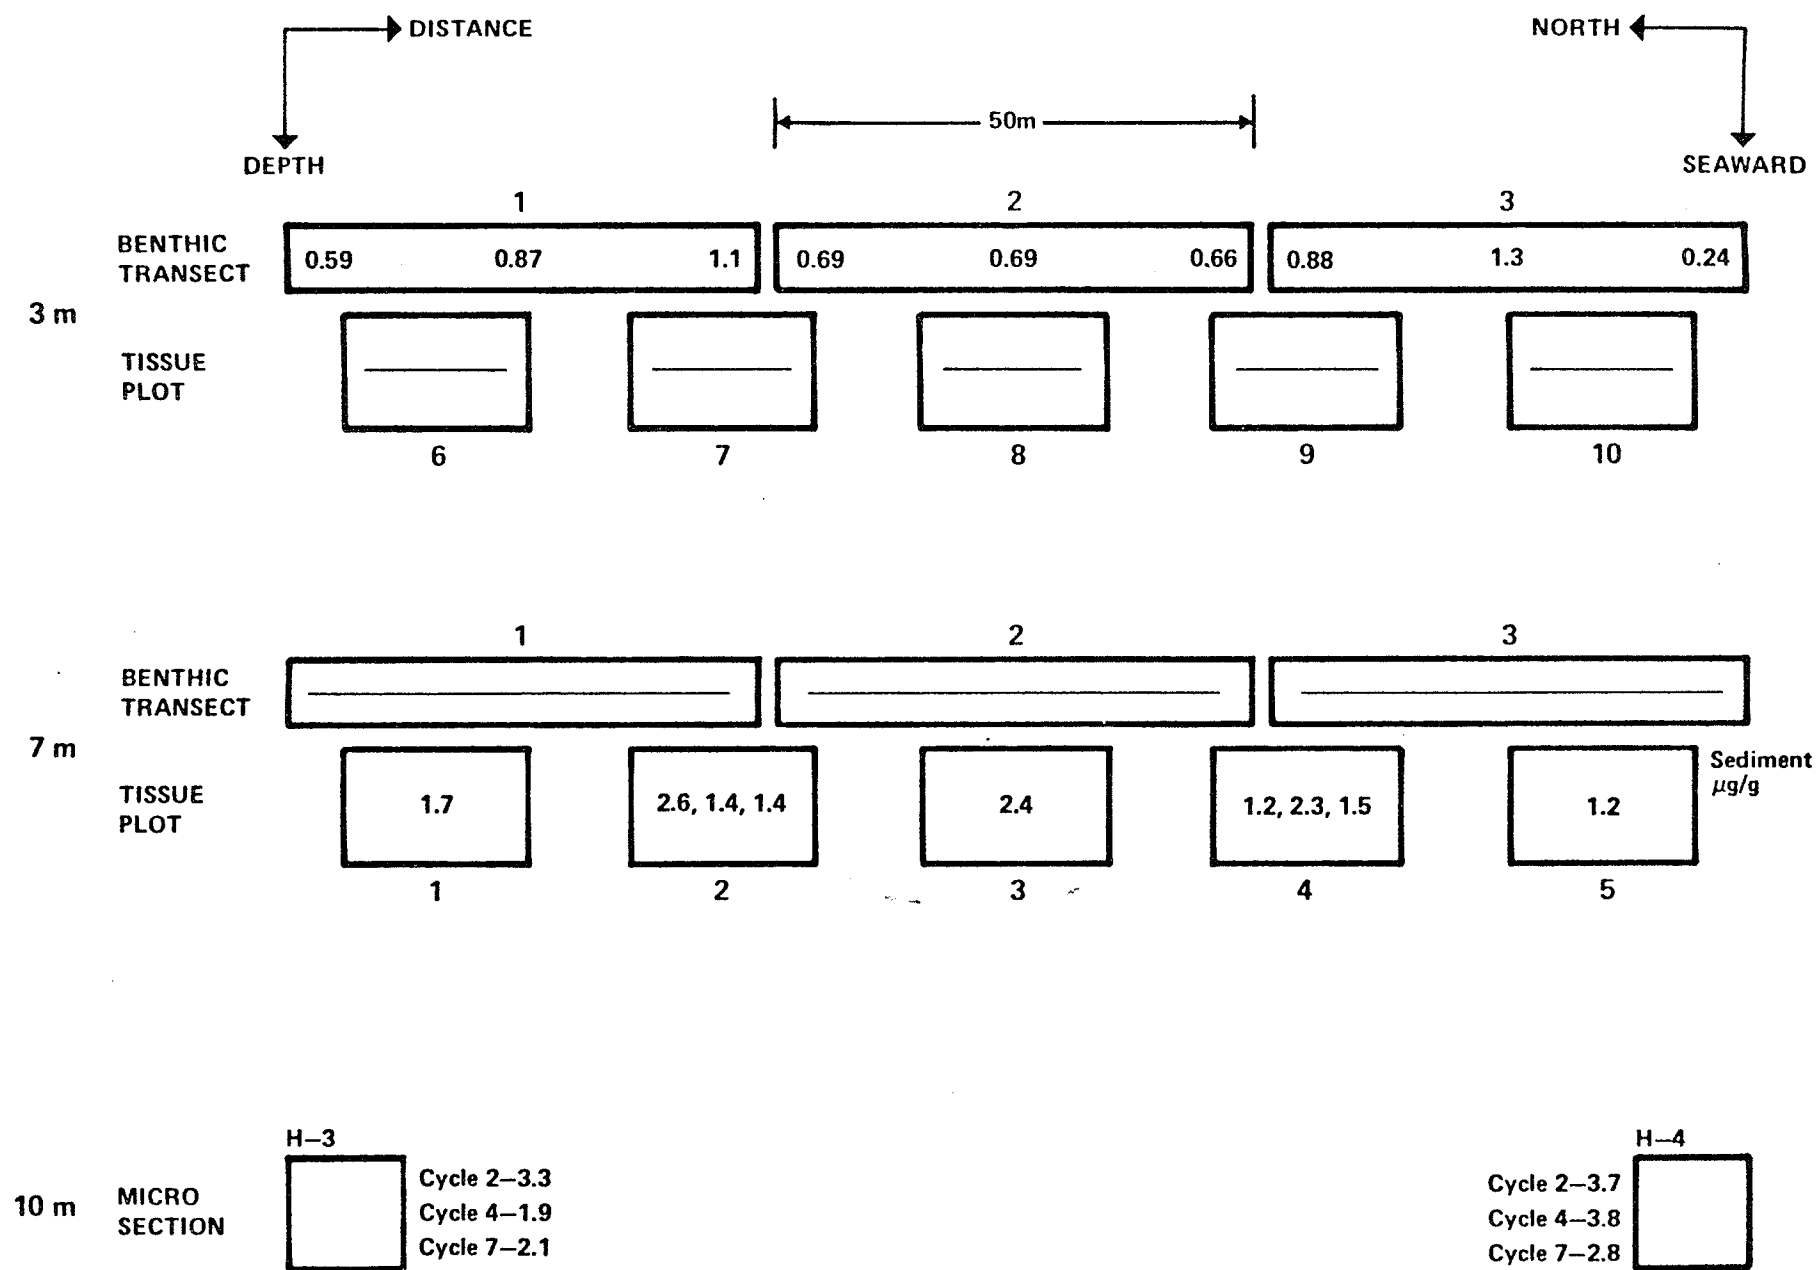 DISTANCE
NORTH
50m
DEPTH
SEAWARD
1
2
3
BENTHIC
TRANSECT
0.59
0.87
1.1
0.69
0.69
0.66
0.88
1.3
0.24
3 m
TISSUE
PLOT
6
7
8
9
10
1
2
3
BENTHIC
TRANSECT
7 m
TISSUE
PLOT
1.7
2.6, 1.4, 1.4
2.4
1.2, 2.3, 1.5
1.2
Sediment
μg/g
1
2
3
4
5
10 m
MICRO
SECTION
H–3
Cycle 2–3.3
Cycle 4–1.9
Cycle 7–2.1
H–4
Cycle 2–3.7
Cycle 4–3.8
Cycle 7–2.8